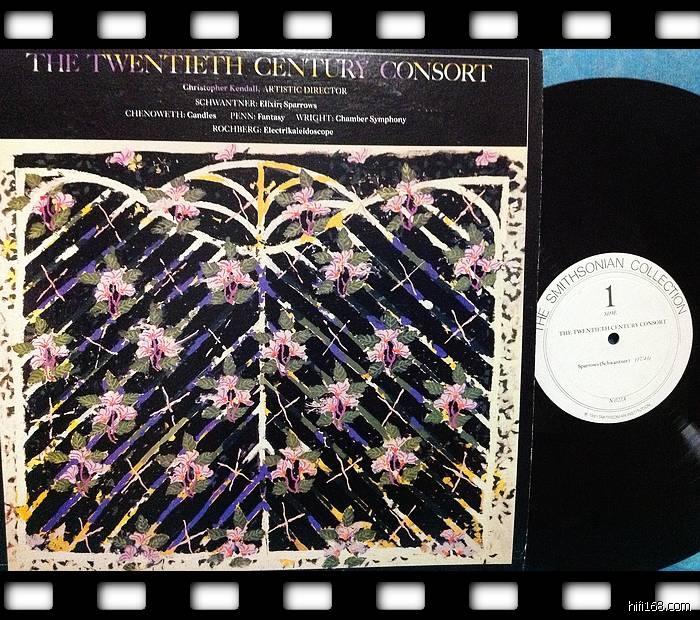 THE TWENTIETH CENTURY CONSORT
Christopher Kendall, ARTISTIC DIRECTOR
SCHWANTNER: Elixir; Sparrows
CHENOWETH: Candles PENN: Fantasy WRIGHT: Chamber Symphony
ROCHBERG: Electrikaleidoscope
THE SMITHSONIAN COLLECTION
1
SIDE
THE TWENTIETH CENTURY CONSORT
Sparrows (Schwantner)
hifi168.com